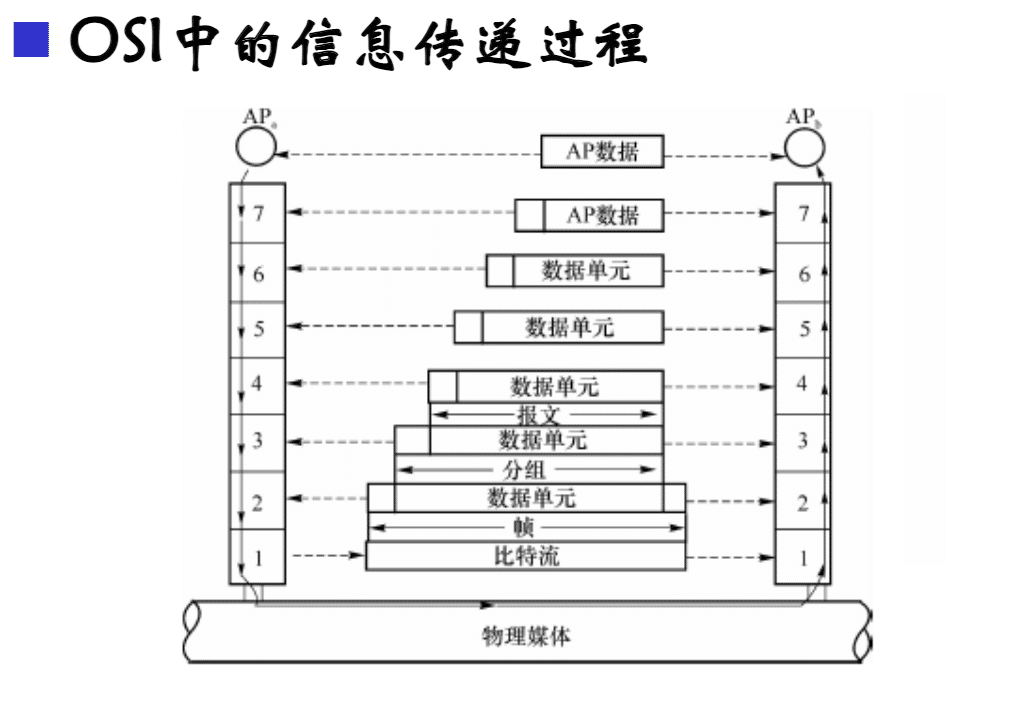 OSI中的信息传递过程
APa APb
AP数据
7 AP数据 7
6 数据单元 6
5 数据单元 5
4 数据单元 4
报文
3 数据单元 3
分组
2 数据单元 2
帧
1 比特流 1
物理媒体